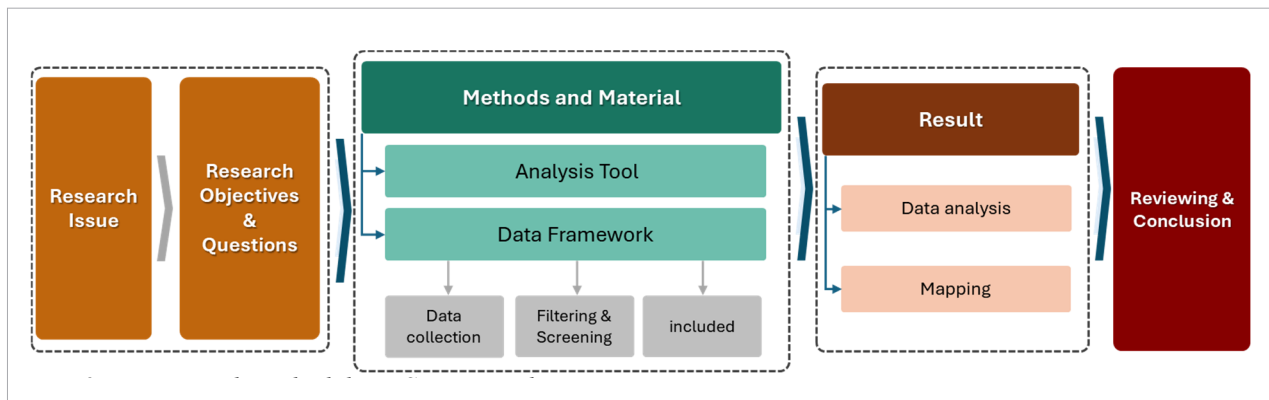 Research
Issue
Research
Objectives
&
Questions
Methods and Material
Analysis Tool
Data Framework
Data
collection
Filtering &
Screening
included
Result
Data analysis
Mapping
Reviewing &
Conclusion